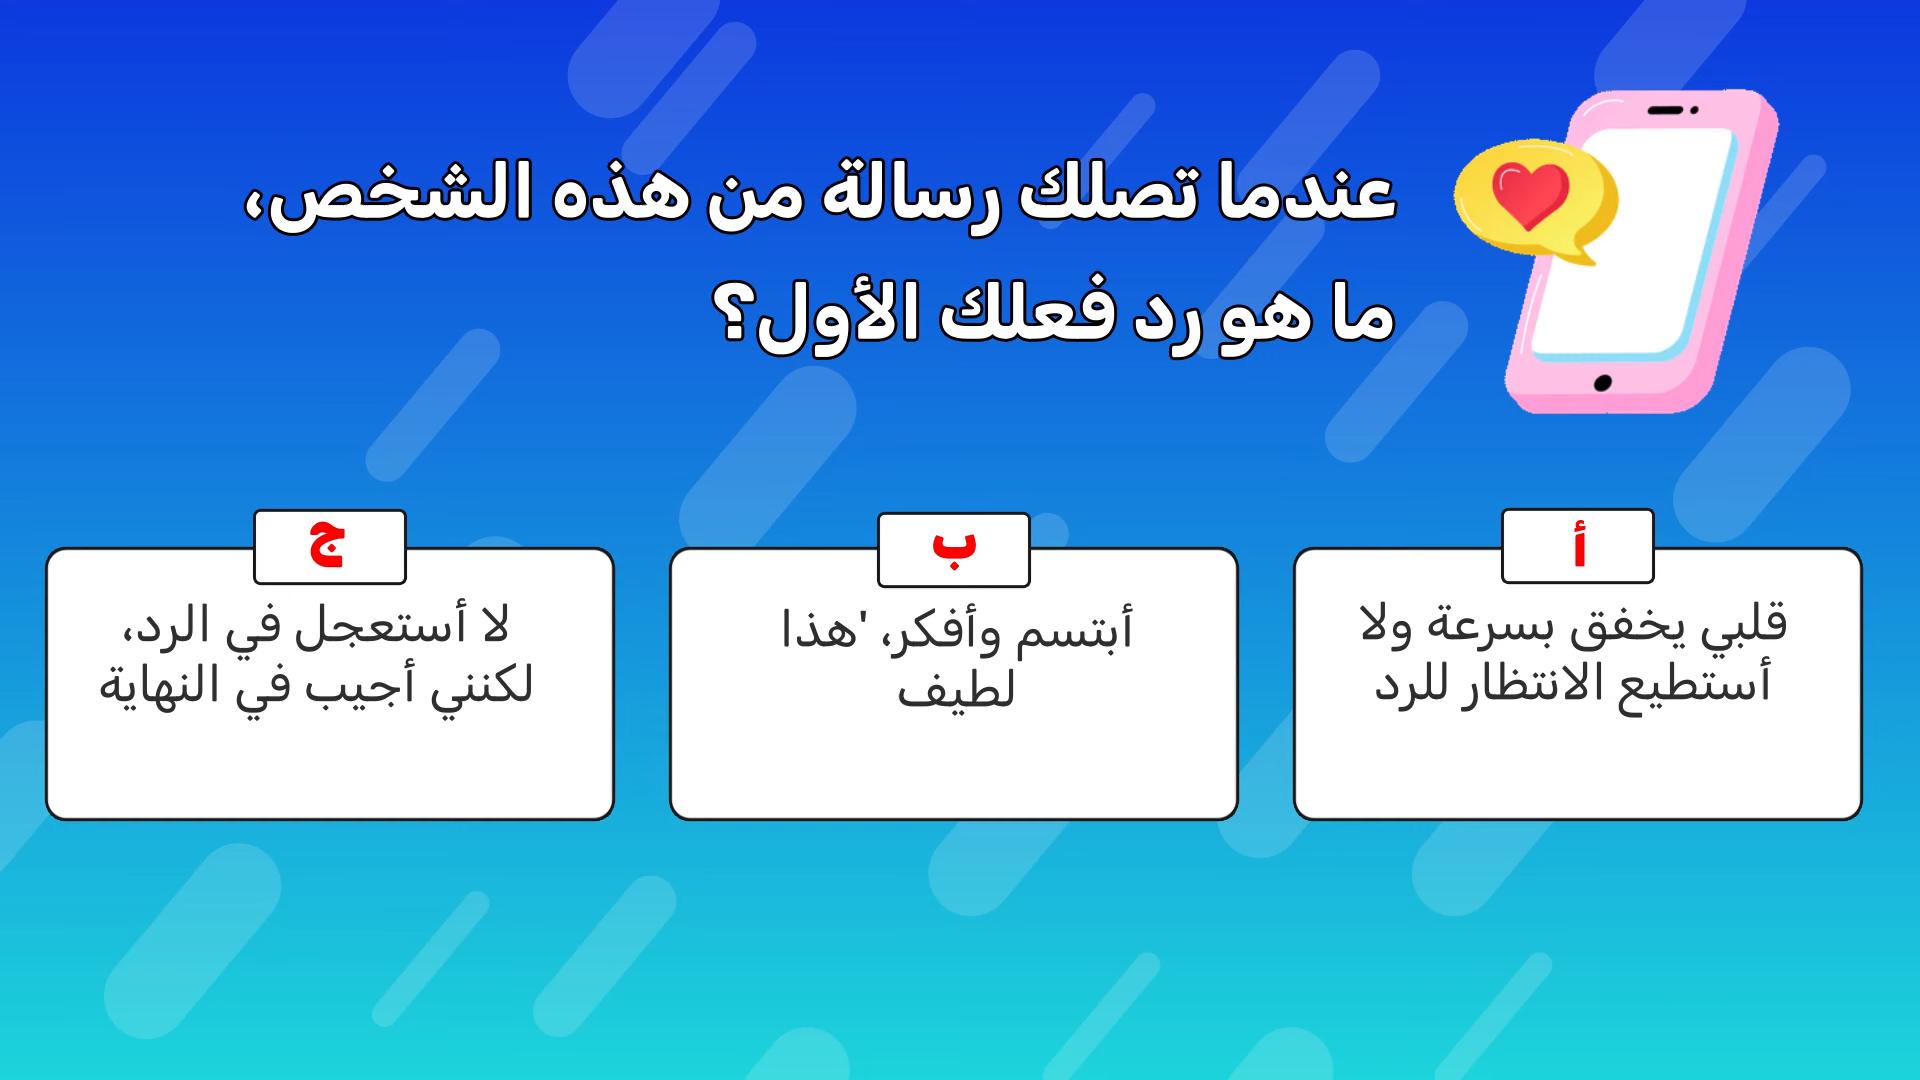 عندما تصلك رسالة من هذه الشخص،
ما هو رد فعلك الأول؟
أ
قلبي يخفق بسرعة ولا
أستطيع الانتظار للرد
ب
أبتسم وأفكر، 'هذا
لطيف
ج
لا أستعجل في الرد،
لكنني أجيب في النهاية